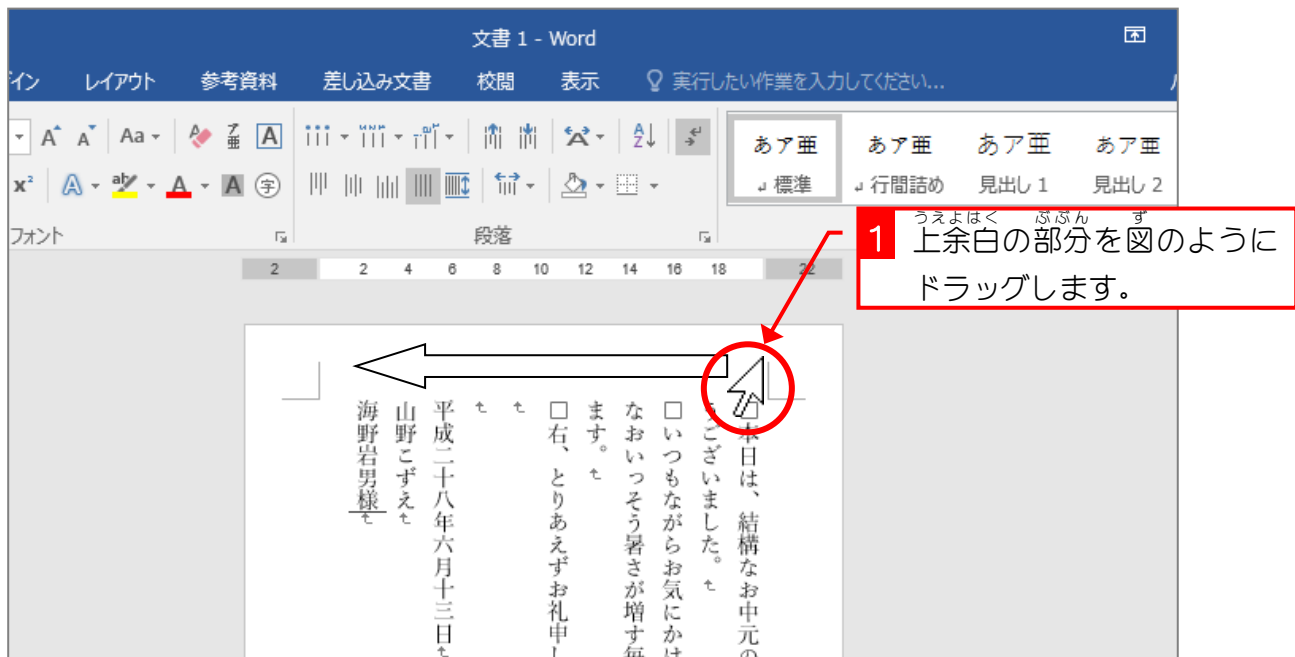 文書 1 - Word
イン レイアウト 参考資料 差し込み文書 校閲 表示 実行したい作業を入力してください...
フォント
段落
あア亜 あア亜 あア亜 あア亜
標準 行間詰め 見出し 1 見出し 2
2 2 4 6 8 10 12 14 16 18 22
1
うえよはく ぶぶん ず
上余白の部分を図のように
ドラッグします。
□本日は、結構なお中元の
うございました。
□いつもながらお気にかけ
なおいっそう暑さが増す毎
ます。
□右、とりあえずお礼申し
平成二十八年六月十三日
山野こずえ
海野岩男様